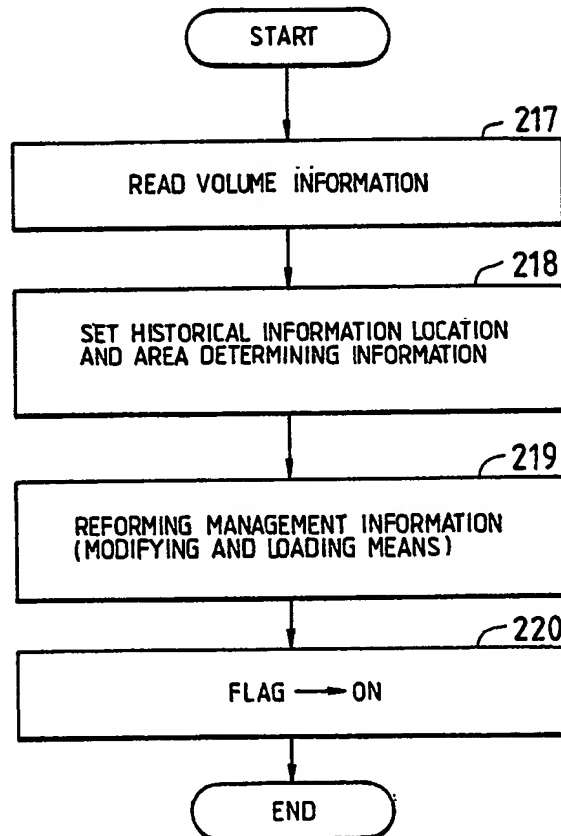 START
217
READ VOLUME INFORMATION
218
SET HISTORICAL INFORMATION LOCATION
AND AREA DETERMINING INFORMATION
219
REFORMING MANAGEMENT INFORMATION
(MODIFYING AND LOADING MEANS)
220
FLAG → ON
END